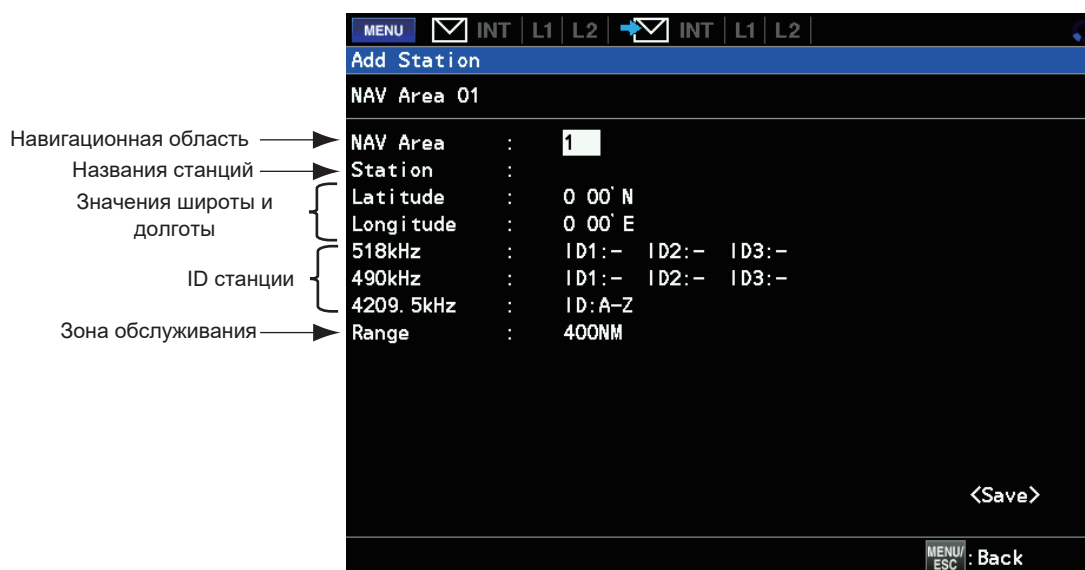 MENU INT L1 L2 INT L1 L2
Add Station
NAV Area 01
Навигационная область NAV Area : 1
Названия станций Station :
Значения широты и долготы Latitude : 0 00' N
Longitude : 0 00' E
ID станции 518kHz : ID1:– ID2:– ID3:–
490kHz : ID1:– ID2:– ID3:–
4209.5kHz : ID:A–Z
Зона обслуживания Range : 400NM
<Save>
MENU/ESC : Back